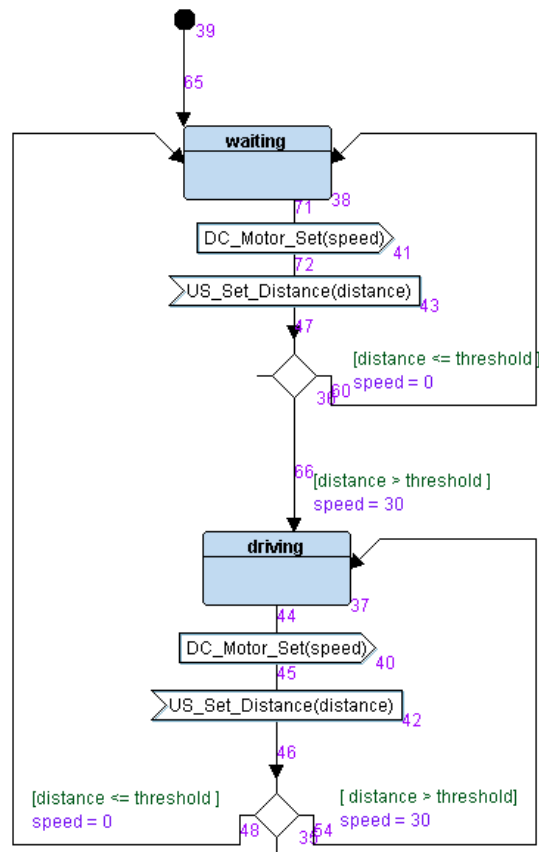 39
65
waiting
38
71
DC_Motor_Set(speed)
41
72
US_Set_Distance(distance)
43
47
[distance <= threshold ]
speed = 0
60
36
66
[distance > threshold ]
speed = 30
driving
37
44
DC_Motor_Set(speed)
40
45
US_Set_Distance(distance)
42
46
[distance <= threshold ]
speed = 0
[ distance > threshold]
speed = 30
48
35
54